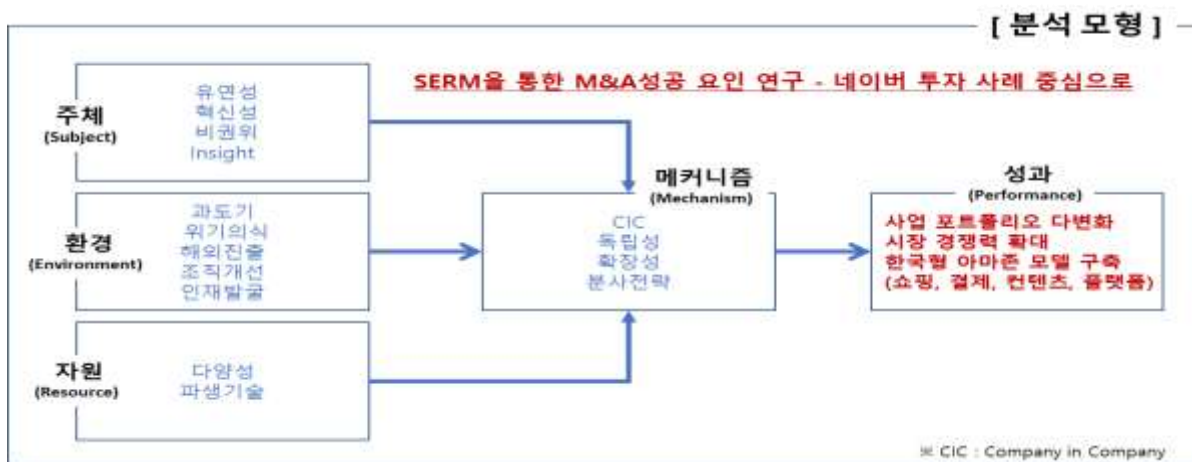 [ 분석 모형 ]
SERM을 통한 M&A성공 요인 연구 - 네이버 투자 사례 중심으로
주체
(Subject)
유연성
혁신성
비권위
Insight
환경
(Environment)
과도기
위기의식
해외진출
조직개선
인재발굴
자원
(Resource)
다양성
파생기술
메커니즘
(Mechanism)
CIC
독립성
확장성
분사전략
성과
(Performance)
사업 포트폴리오 다변화
시장 경쟁력 확대
한국형 아마존 모델 구축
(쇼핑, 결제, 컨텐츠, 플랫폼)
※ CIC : Company in Company